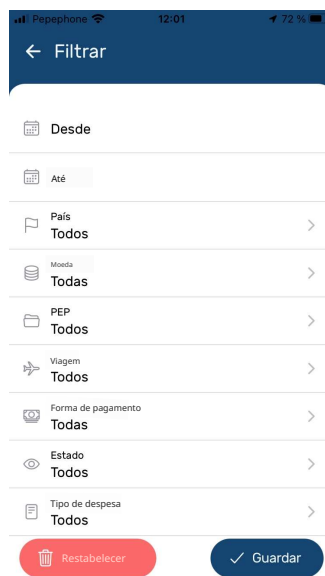 Pepephone 12:01 72 %
Filtrar
Desde
Até
País
Todos
Moeda
Todas
PEP
Todos
Viagem
Todos
Forma de pagamento
Todas
Estado
Todos
Tipo de despesa
Todos
Restabelecer Guardar